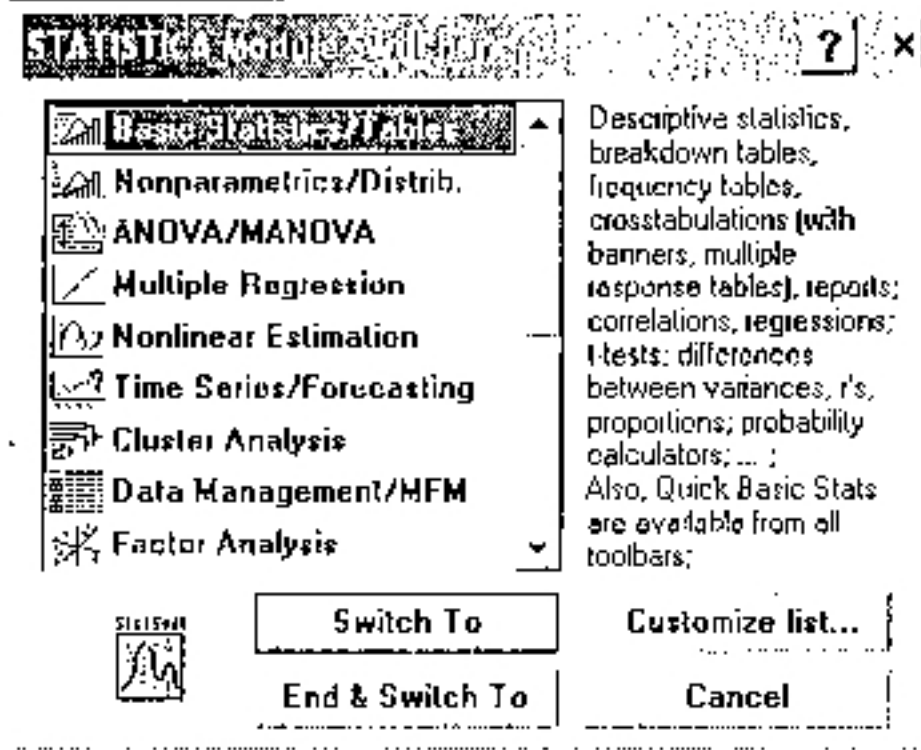 STATISTICA Module Switcher
?
×
Basic Statistics/Tables
Nonparametrics/Distrib.
ANOVA/MANOVA
Multiple Regression
Nonlinear Estimation
Time Series/Forecasting
Cluster Analysis
Data Management/MFM
Factor Analysis
Descriptive statistics,
breakdown tables,
frequency tables,
crosstabulations (with
banners, multiple
response tables), reports;
correlations, regressions;
t-tests; differences
between variances, r's,
proportions; probability
calculators; ... ;
Also, Quick Basic Stats
are available from all
toolbars;
StatSoft
Switch To
Customize list...
End & Switch To
Cancel